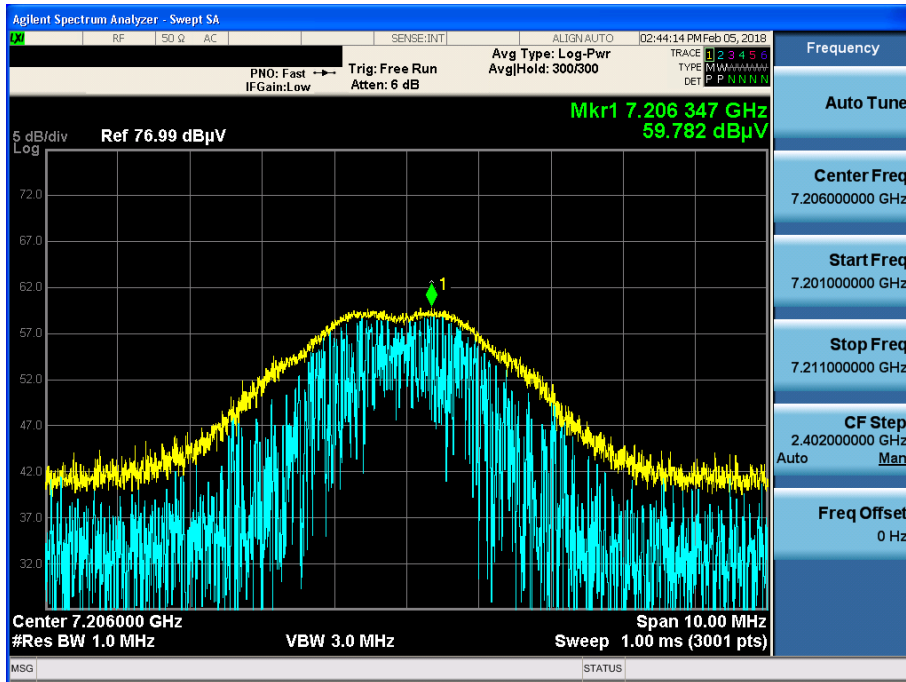 Agilent Spectrum Analyzer - Swept SA
LXI RF 50 Ω AC SENSE:INT ALIGN AUTO 02:44:14 PM Feb 05, 2018
PNO: Fast
IFGain:Low
Trig: Free Run
Atten: 6 dB
Avg Type: Log-Pwr
Avg|Hold: 300/300
TRACE 1 2 3 4 5 6
TYPE MWWWWW
DET P P N N N N
Mkr1 7.206 347 GHz
59.782 dBµV
5 dB/div Ref 76.99 dBµV
Log
72.0
67.0
62.0
57.0
52.0
47.0
42.0
37.0
32.0
1
Center 7.206000 GHz Span 10.00 MHz
#Res BW 1.0 MHz VBW 3.0 MHz Sweep 1.00 ms (3001 pts)
MSG STATUS
Frequency
Auto Tune
Center Freq
7.206000000 GHz
Start Freq
7.201000000 GHz
Stop Freq
7.211000000 GHz
CF Step
2.402000000 GHz
Auto Man
Freq Offset
0 Hz